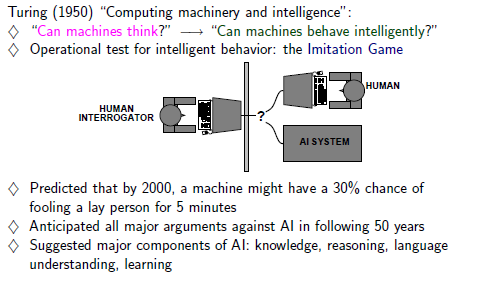 Turing (1950) “Computing machinery and intelligence”:
♢ “Can machines think?” ⟶ “Can machines behave intelligently?”
♢ Operational test for intelligent behavior: the Imitation Game
HUMAN
HUMAN
INTERROGATOR
?
AI SYSTEM
♢ Predicted that by 2000, a machine might have a 30% chance of
fooling a lay person for 5 minutes
♢ Anticipated all major arguments against AI in following 50 years
♢ Suggested major components of AI: knowledge, reasoning, language
understanding, learning